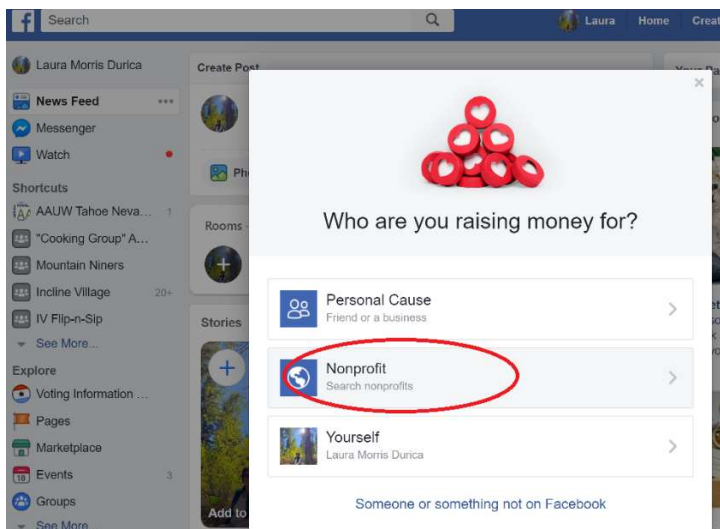 f
Search
Laura Home Creat
Laura Morris Durica
News Feed
Messenger
Watch
Shortcuts
AAUW Tahoe Neva... 1
"Cooking Group" A...
Mountain Niners
Incline Village 20+
IV Flip-n-Sip
See More...
Explore
Voting Information ...
Pages
Marketplace
Events 3
10
Groups
See More...
Create Post
Ph
Rooms
Stories
Add to
Who are you raising money for?
Personal Cause
Friend or a business
Nonprofit
Search nonprofits
Yourself
Laura Morris Durica
Someone or something not on Facebook